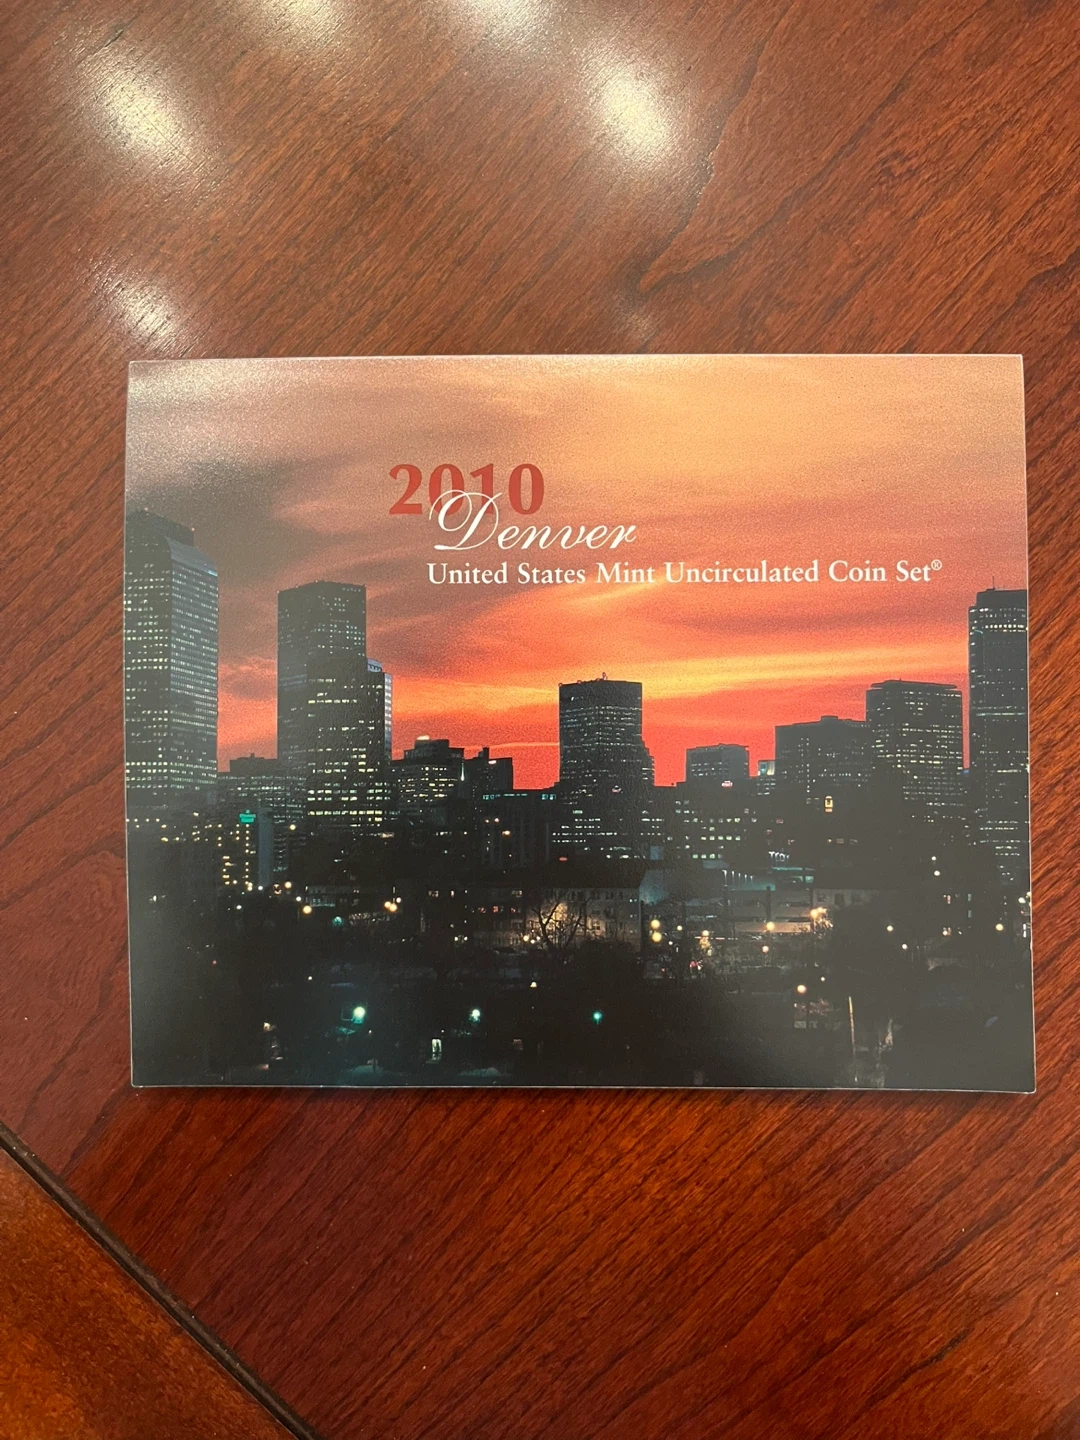 2010
Denver
United States Mint Uncirculated Coin Set®